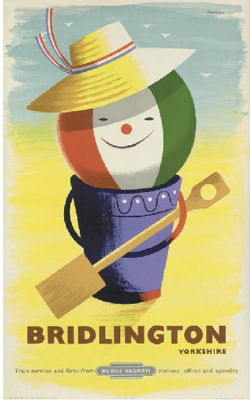 BRIDLINGTON
YORKSHIRE
Train services and fares from BRITISH RAILWAYS stations, offices and agencies